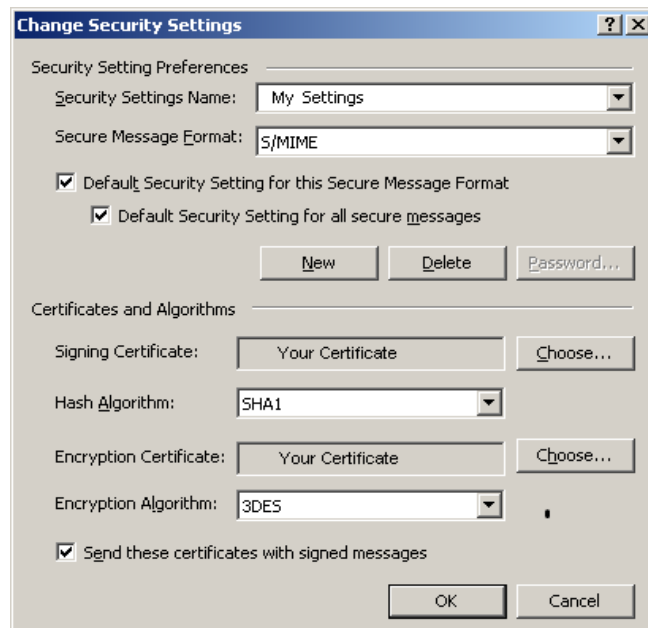 Change Security Settings
Security Setting Preferences
Security Settings Name: My Settings
Secure Message Format: S/MIME
Default Security Setting for this Secure Message Format
Default Security Setting for all secure messages
New Delete Password...
Certificates and Algorithms
Signing Certificate: Your Certificate Choose...
Hash Algorithm: SHA1
Encryption Certificate: Your Certificate Choose...
Encryption Algorithm: 3DES
Send these certificates with signed messages
OK Cancel